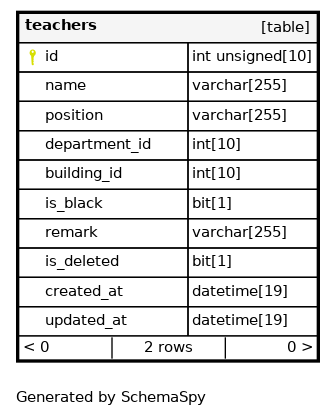 teachers [table]
id int unsigned[10]
name varchar[255]
position varchar[255]
department_id int[10]
building_id int[10]
is_black bit[1]
remark varchar[255]
is_deleted bit[1]
created_at datetime[19]
updated_at datetime[19]
< 0 2 rows 0 >
Generated by SchemaSpy